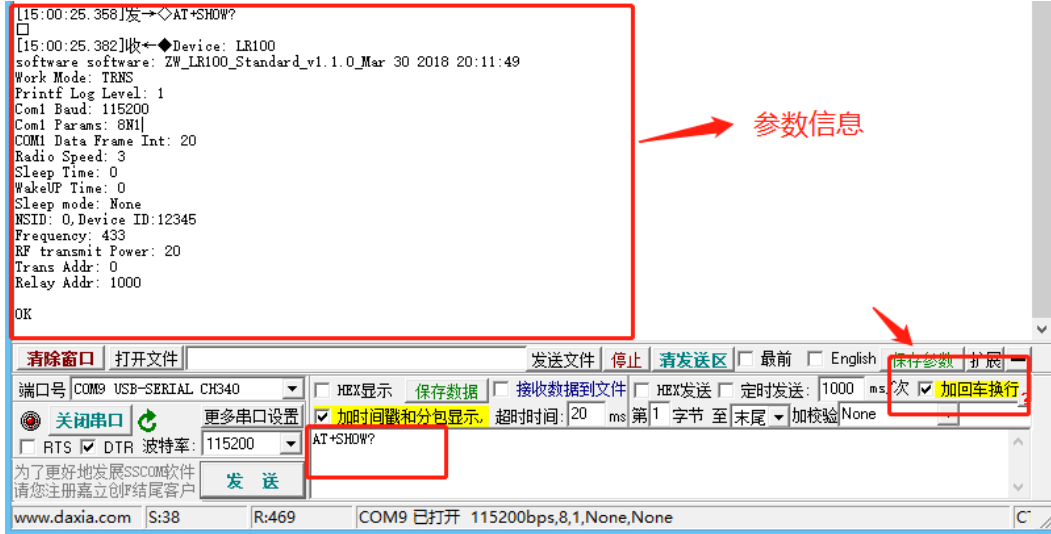 [15:00:25.358]发→◇AT+SHOW?
□
[15:00:25.382]收←◆Device: LR100
software software: ZW_LR100_Standard_v1.1.0_Mar 30 2018 20:11:49
Work Mode: TRNS
Printf Log Level: 1
Com1 Baud: 115200
Com1 Params: 8N1
COM1 Data Frame Int: 20
Radio Speed: 3
Sleep Time: 0
WakeUP Time: 0
Sleep mode: None
NSID: 0,Device ID:12345
Frequency: 433
RF transmit Power: 20
Trans Addr: 0
Relay Addr: 1000
OK
参数信息
清除窗口 打开文件 发送文件 停止 清发送区 最前 English 保存参数 扩展 —
端口号 COM9 USB-SERIAL CH340 HEX显示 保存数据 接收数据到文件 HEX发送 定时发送: 1000 ms/次 加回车换行
关闭串口 更多串口设置 加时间戳和分包显示, 超时时间: 20 ms 第1 字节 至 末尾 加校验 None
RTS DTR 波特率: 115200 AT+SHOW?
为了更好地发展SSCOM软件
请您注册嘉立创F结尾客户
发 送
www.daxia.com S:38 R:469 COM9 已打开 115200bps,8,1,None,None